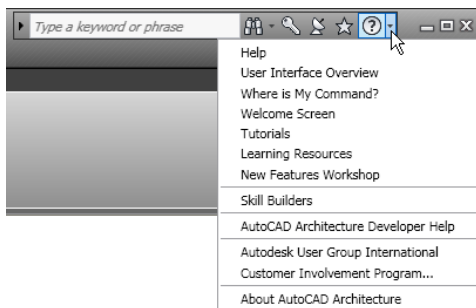 Type a keyword or phrase
Help
User Interface Overview
Where is My Command?
Welcome Screen
Tutorials
Learning Resources
New Features Workshop
Skill Builders
AutoCAD Architecture Developer Help
Autodesk User Group International
Customer Involvement Program...
About AutoCAD Architecture